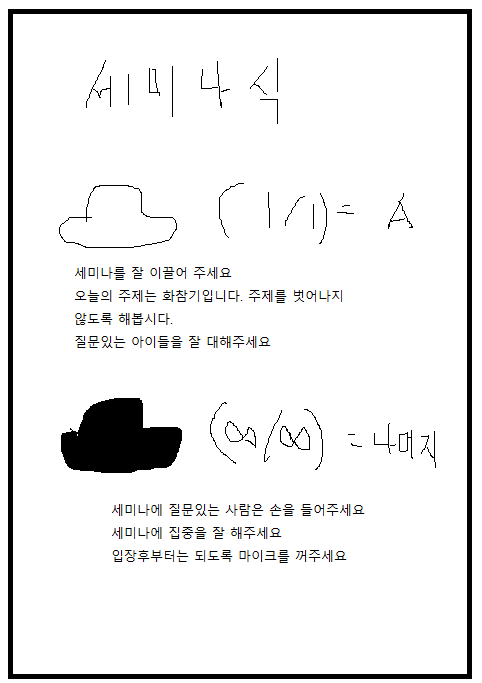 세미나식
(1/1) = A
세미나를 잘 이끌어 주세요
오늘의 주제는 화참기입니다. 주제를 벗어나지
않도록 해봅시다.
질문있는 아이들을 잘 대해주세요
(∞/∞) = 나머지
세미나에 질문있는 사람은 손을 들어주세요
세미나에 집중을 잘 해주세요
입장후부터는 되도록 마이크를 꺼주세요